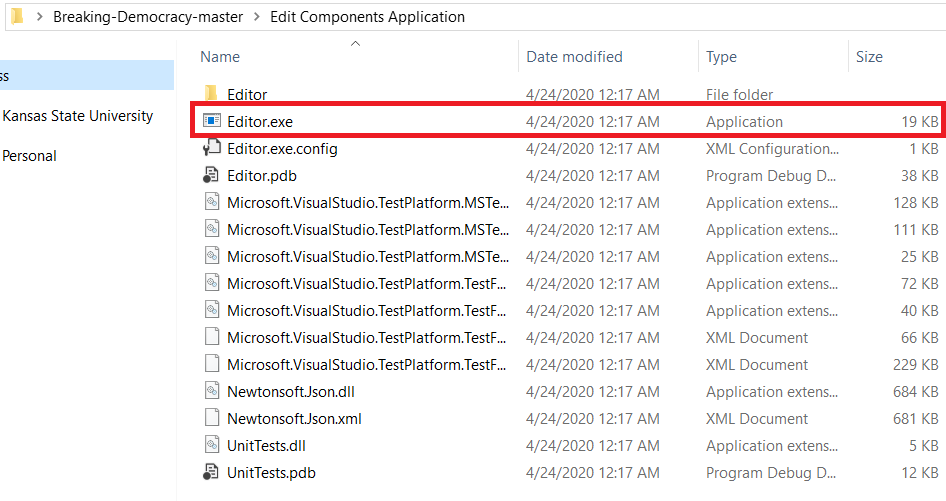 Breaking-Democracy-master > Edit Components Application
Name Date modified Type Size
ss
Kansas State University
Personal
Editor 4/24/2020 12:17 AM File folder
Editor.exe 4/24/2020 12:17 AM Application 19 KB
Editor.exe.config 4/24/2020 12:17 AM XML Configuration... 1 KB
Editor.pdb 4/24/2020 12:17 AM Program Debug D... 38 KB
Microsoft.VisualStudio.TestPlatform.MSTe... 4/24/2020 12:17 AM Application extens... 128 KB
Microsoft.VisualStudio.TestPlatform.MSTe... 4/24/2020 12:17 AM Application extens... 111 KB
Microsoft.VisualStudio.TestPlatform.MSTe... 4/24/2020 12:17 AM Application extens... 25 KB
Microsoft.VisualStudio.TestPlatform.TestF... 4/24/2020 12:17 AM Application extens... 72 KB
Microsoft.VisualStudio.TestPlatform.TestF... 4/24/2020 12:17 AM Application extens... 40 KB
Microsoft.VisualStudio.TestPlatform.TestF... 4/24/2020 12:17 AM XML Document 66 KB
Microsoft.VisualStudio.TestPlatform.TestF... 4/24/2020 12:17 AM XML Document 229 KB
Newtonsoft.Json.dll 4/24/2020 12:17 AM Application extens... 684 KB
Newtonsoft.Json.xml 4/24/2020 12:17 AM XML Document 681 KB
UnitTests.dll 4/24/2020 12:17 AM Application extens... 5 KB
UnitTests.pdb 4/24/2020 12:17 AM Program Debug D... 12 KB